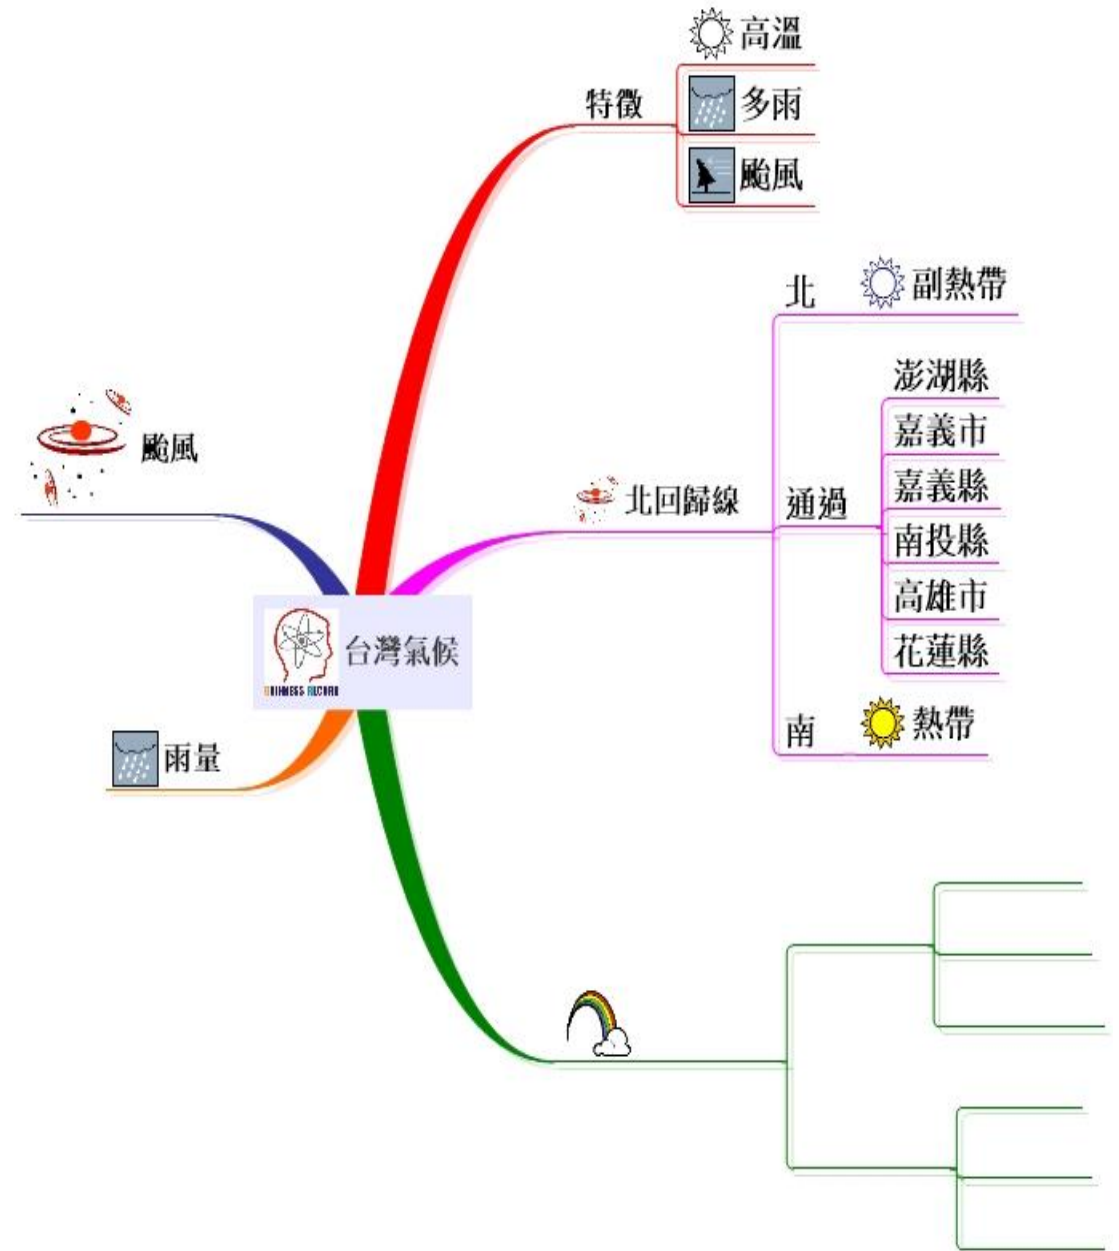 高溫
特徵
多雨
颱風
北
副熱帶
澎湖縣
嘉義市
嘉義縣
北回歸線
通過
南投縣
高雄市
花蓮縣
南
熱帶
颱風
台灣氣候
GUINNESS RECORD
雨量